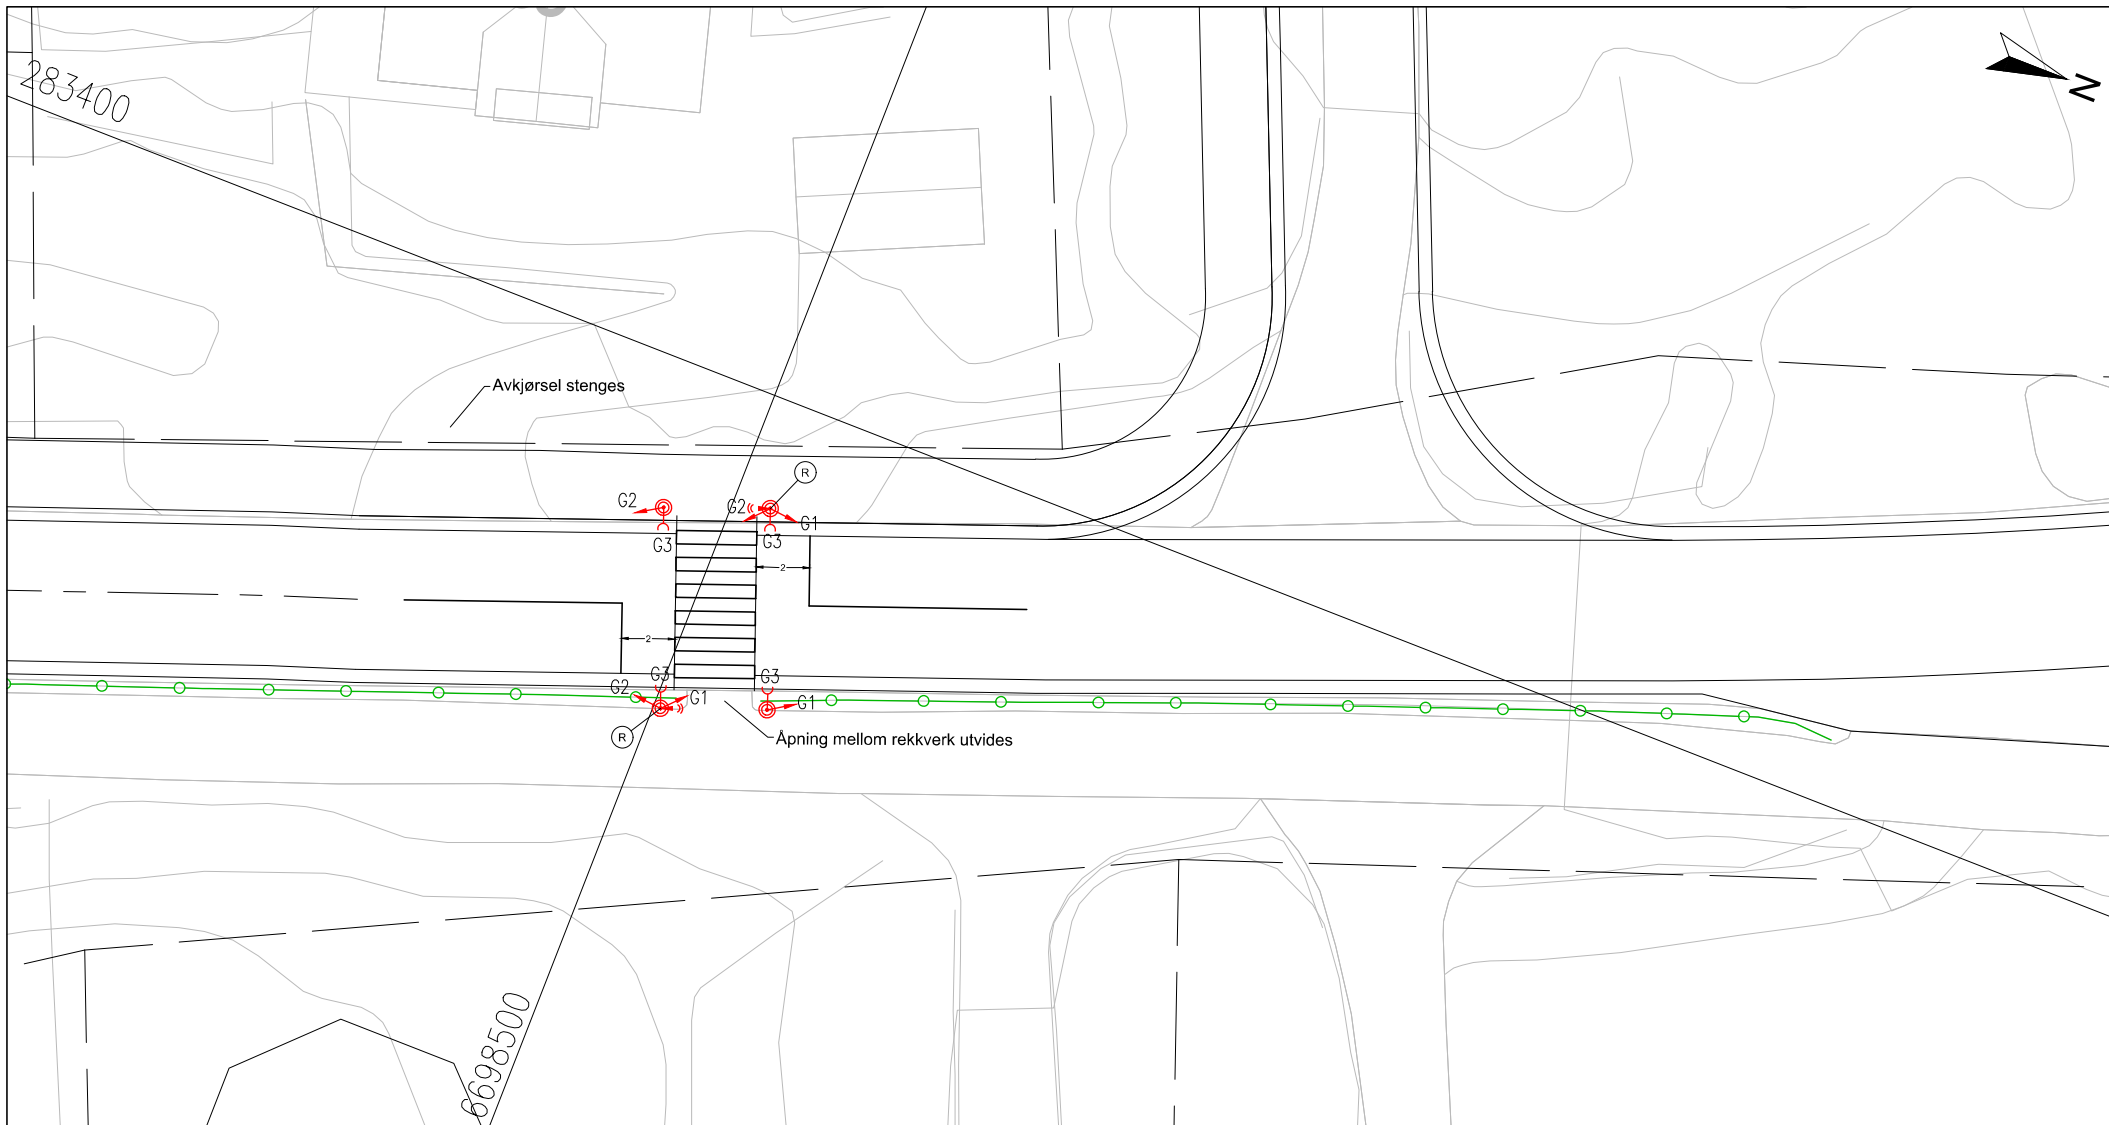 283400
N
Avkjørsel stenges
R
G2
G2
G1
G3
G3
2
2
G3
G3
G2
G1
G1
R
Åpning mellom rekkverk utvides
6698500